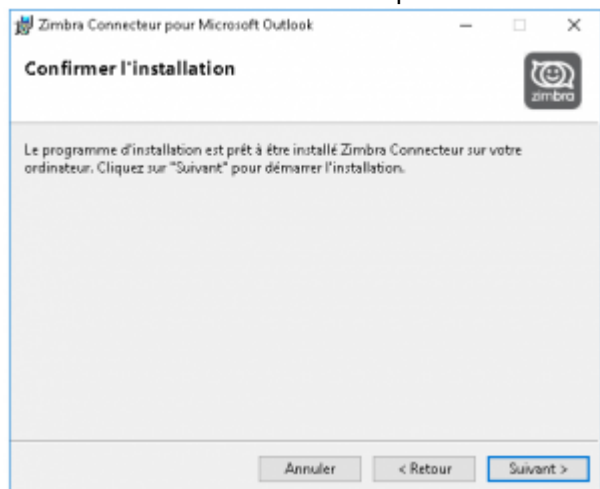 Zimbra Connecteur pour Microsoft Outlook
Confirmer l'installation
zimbra
Le programme d'installation est prêt à être installé Zimbra Connecteur sur votre
ordinateur. Cliquez sur "Suivant" pour démarrer l'installation.
Annuler
< Retour
Suivant >